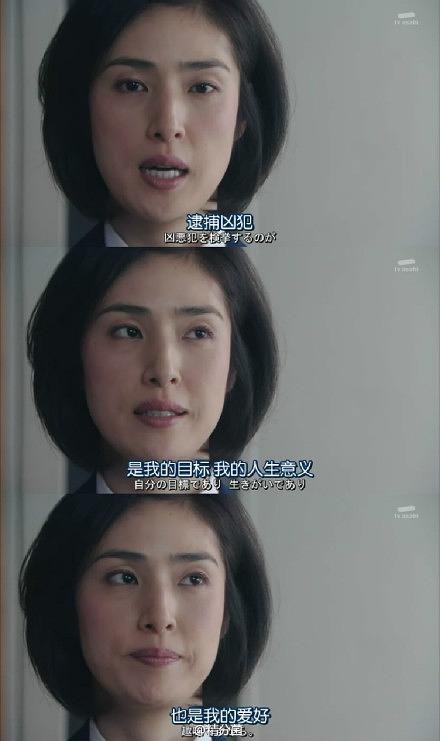 tv asahi
逮捕凶犯
凶悪犯を検挙するのが
tv asahi
是我的目标 我的人生意义
自分の目標であり 生きがいであり
tv asahi
也是我的爱好